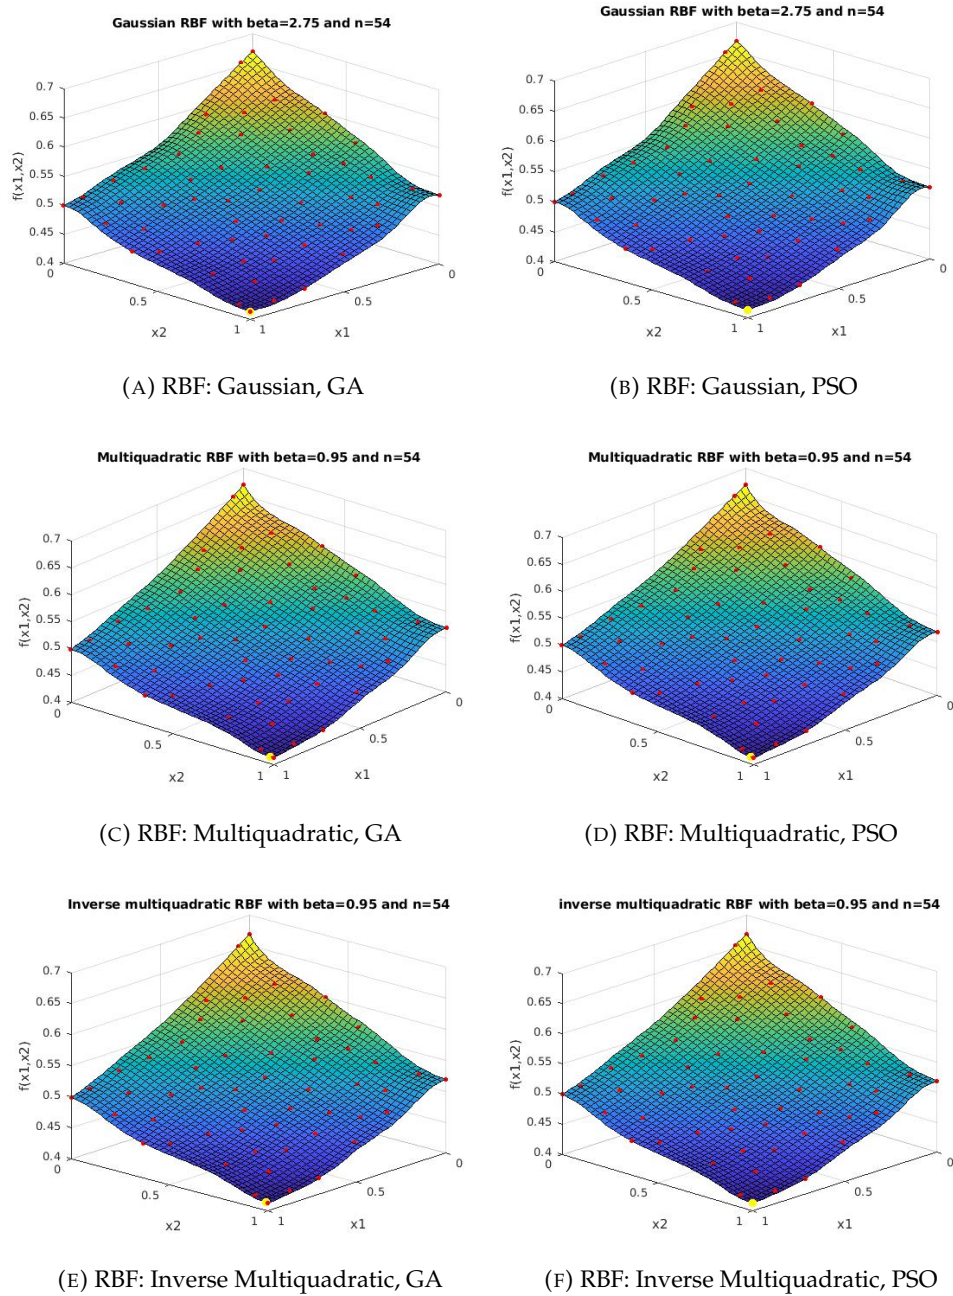 Gaussian RBF with beta=2.75 and n=54
0.7
0.65
0.6
0.55
0.5
0.45
0.4
f(x1,x2)
0
0.5
1
x2
1
0.5
0
x1
(A) RBF: Gaussian, GA
Gaussian RBF with beta=2.75 and n=54
0.7
0.65
0.6
0.55
0.5
0.45
0.4
f(x1,x2)
0
0.5
1
x2
1
0.5
0
x1
(B) RBF: Gaussian, PSO
Multiquadratic RBF with beta=0.95 and n=54
0.7
0.65
0.6
0.55
0.5
0.45
0.4
f(x1,x2)
0
0.5
1
x2
1
0.5
0
x1
(C) RBF: Multiquadratic, GA
Multiquadratic RBF with beta=0.95 and n=54
0.7
0.65
0.6
0.55
0.5
0.45
0.4
f(x1,x2)
0
0.5
1
x2
1
0.5
0
x1
(D) RBF: Multiquadratic, PSO
Inverse multiquadratic RBF with beta=0.95 and n=54
0.7
0.65
0.6
0.55
0.5
0.45
0.4
f(x1,x2)
0
0.5
1
x2
1
0.5
0
x1
(E) RBF: Inverse Multiquadratic, GA
inverse multiquadratic RBF with beta=0.95 and n=54
0.7
0.65
0.6
0.55
0.5
0.45
0.4
f(x1,x2)
0
0.5
1
x2
1
0.5
0
x1
(F) RBF: Inverse Multiquadratic, PSO